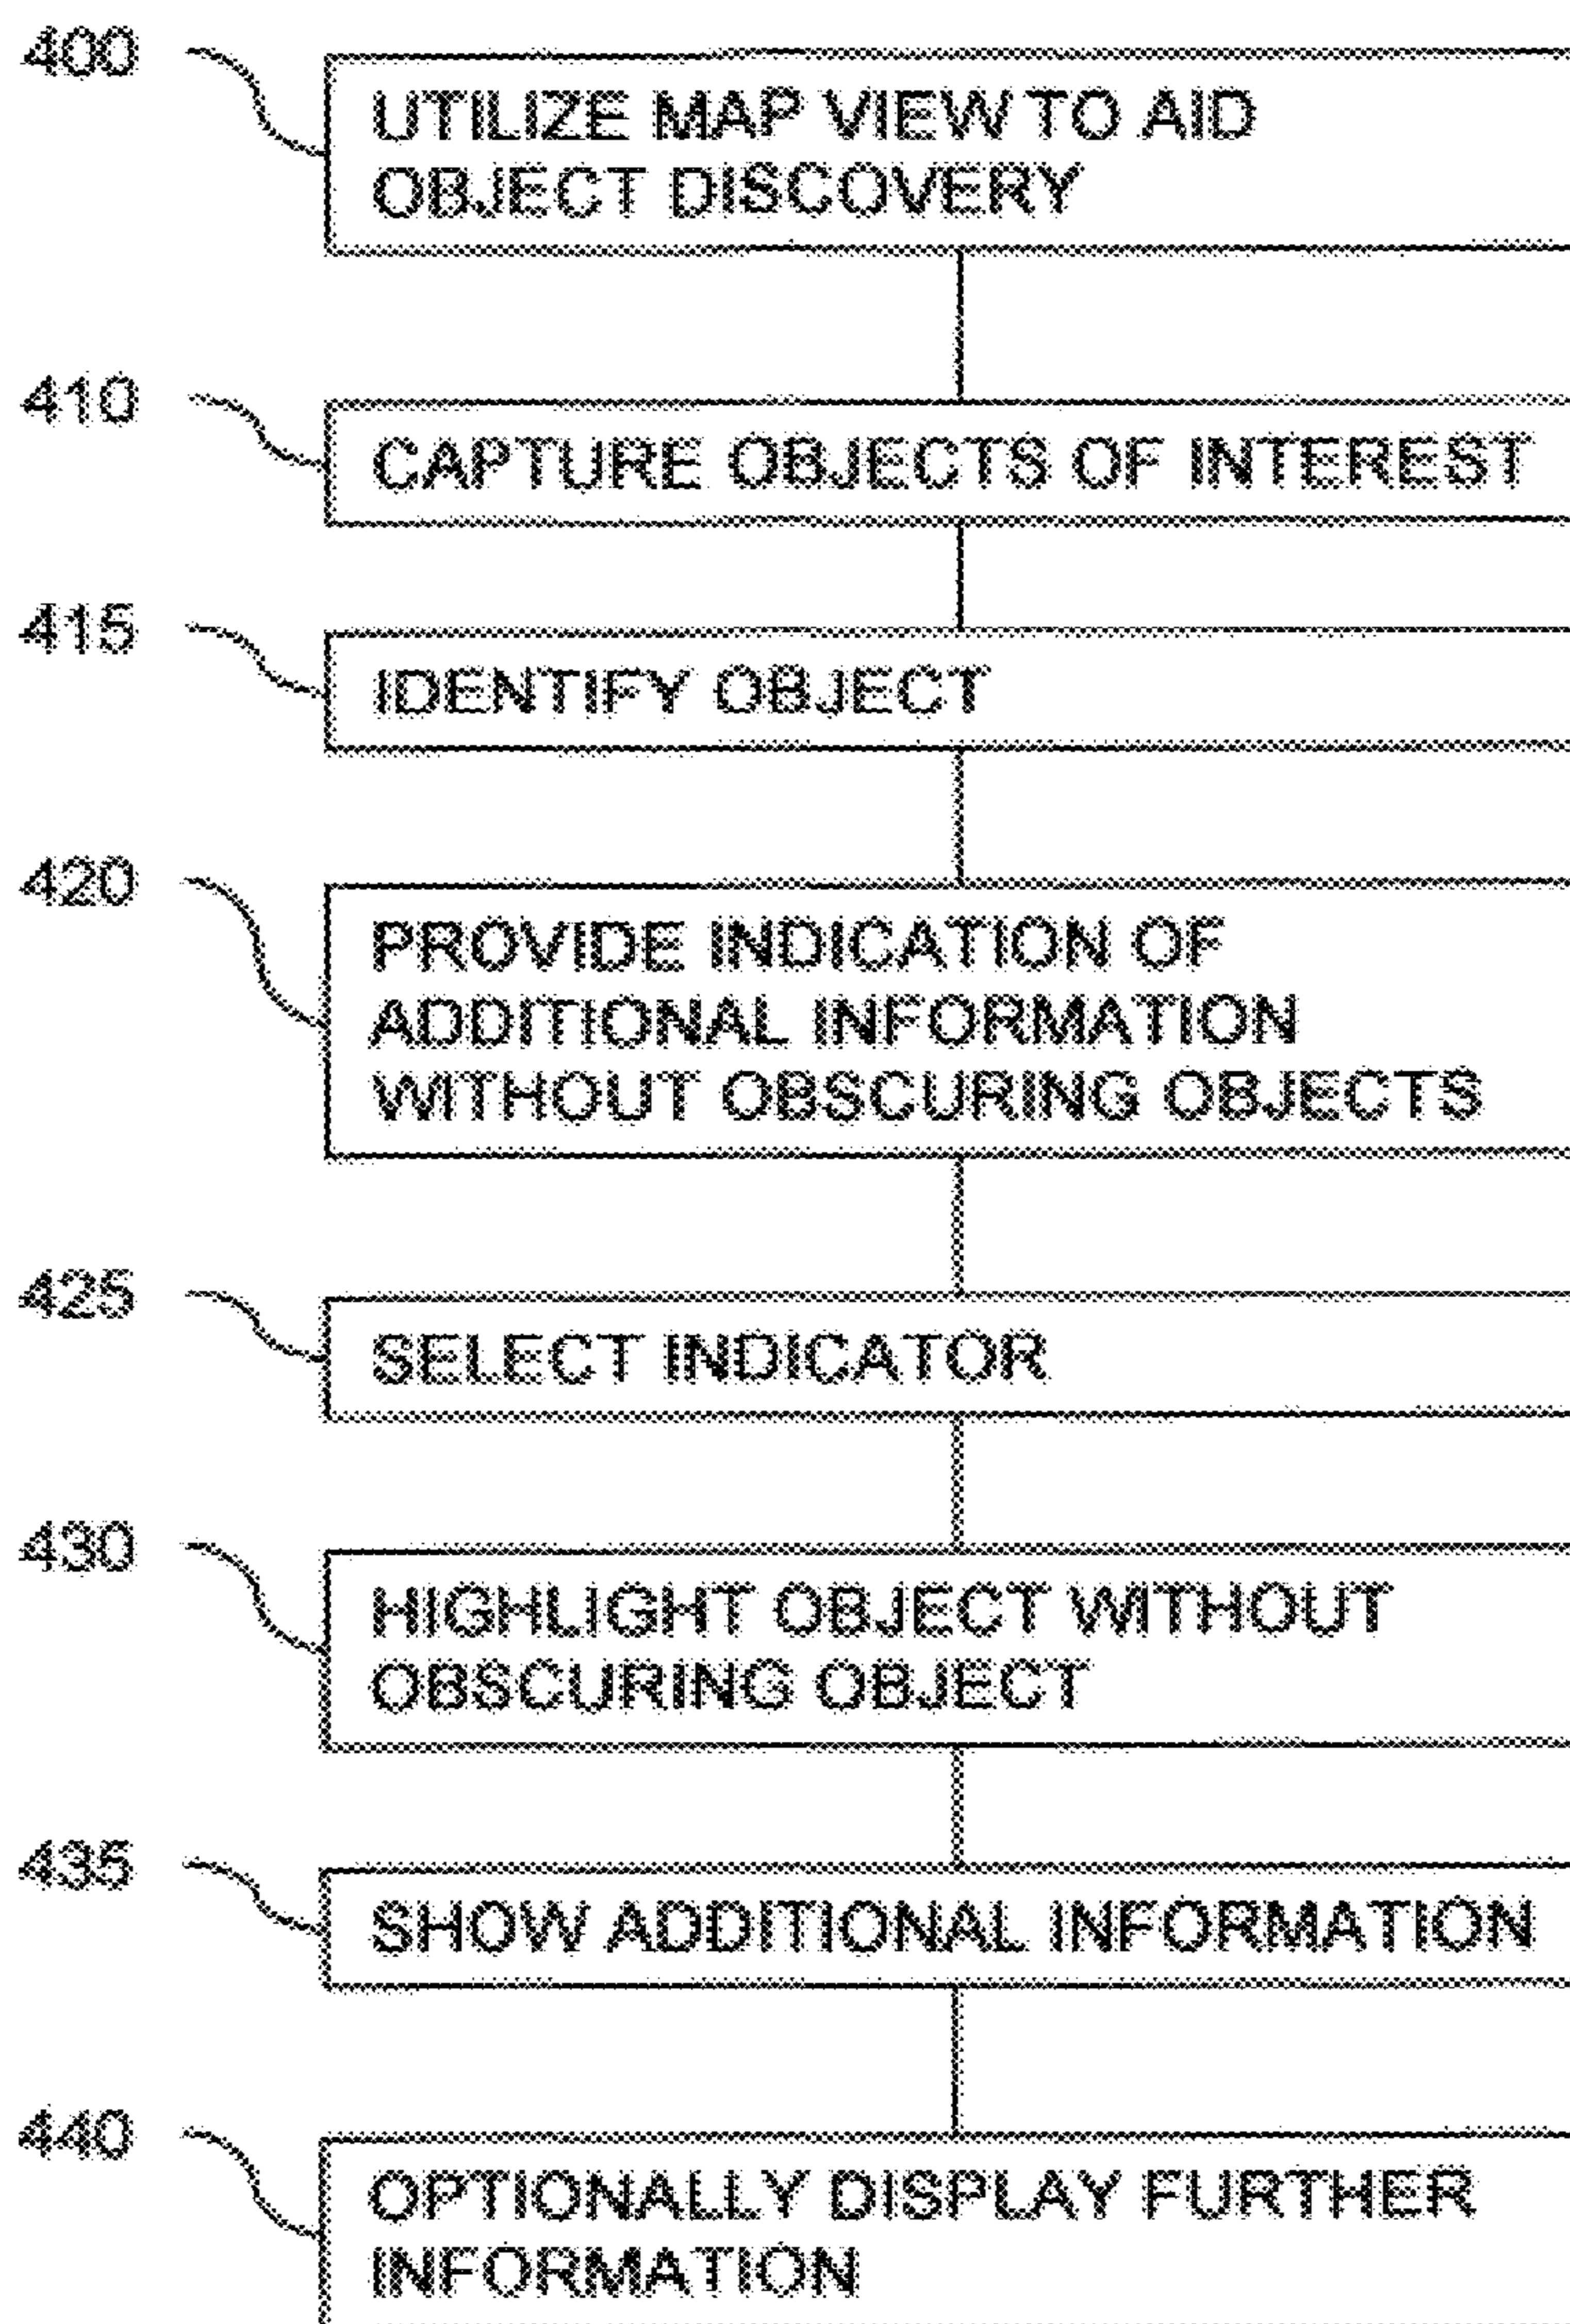 400
UTILIZE MAP VIEW TO AID
OBJECT DISCOVERY
410
CAPTURE OBJECTS OF INTEREST
415
IDENTIFY OBJECT
420
PROVIDE INDICATION OF
ADDITIONAL INFORMATION
WITHOUT OBSCURING OBJECTS
425
SELECT INDICATOR
430
HIGHLIGHT OBJECT WITHOUT
OBSCURING OBJECT
435
SHOW ADDITIONAL INFORMATION
440
OPTIONALLY DISPLAY FURTHER
INFORMATION